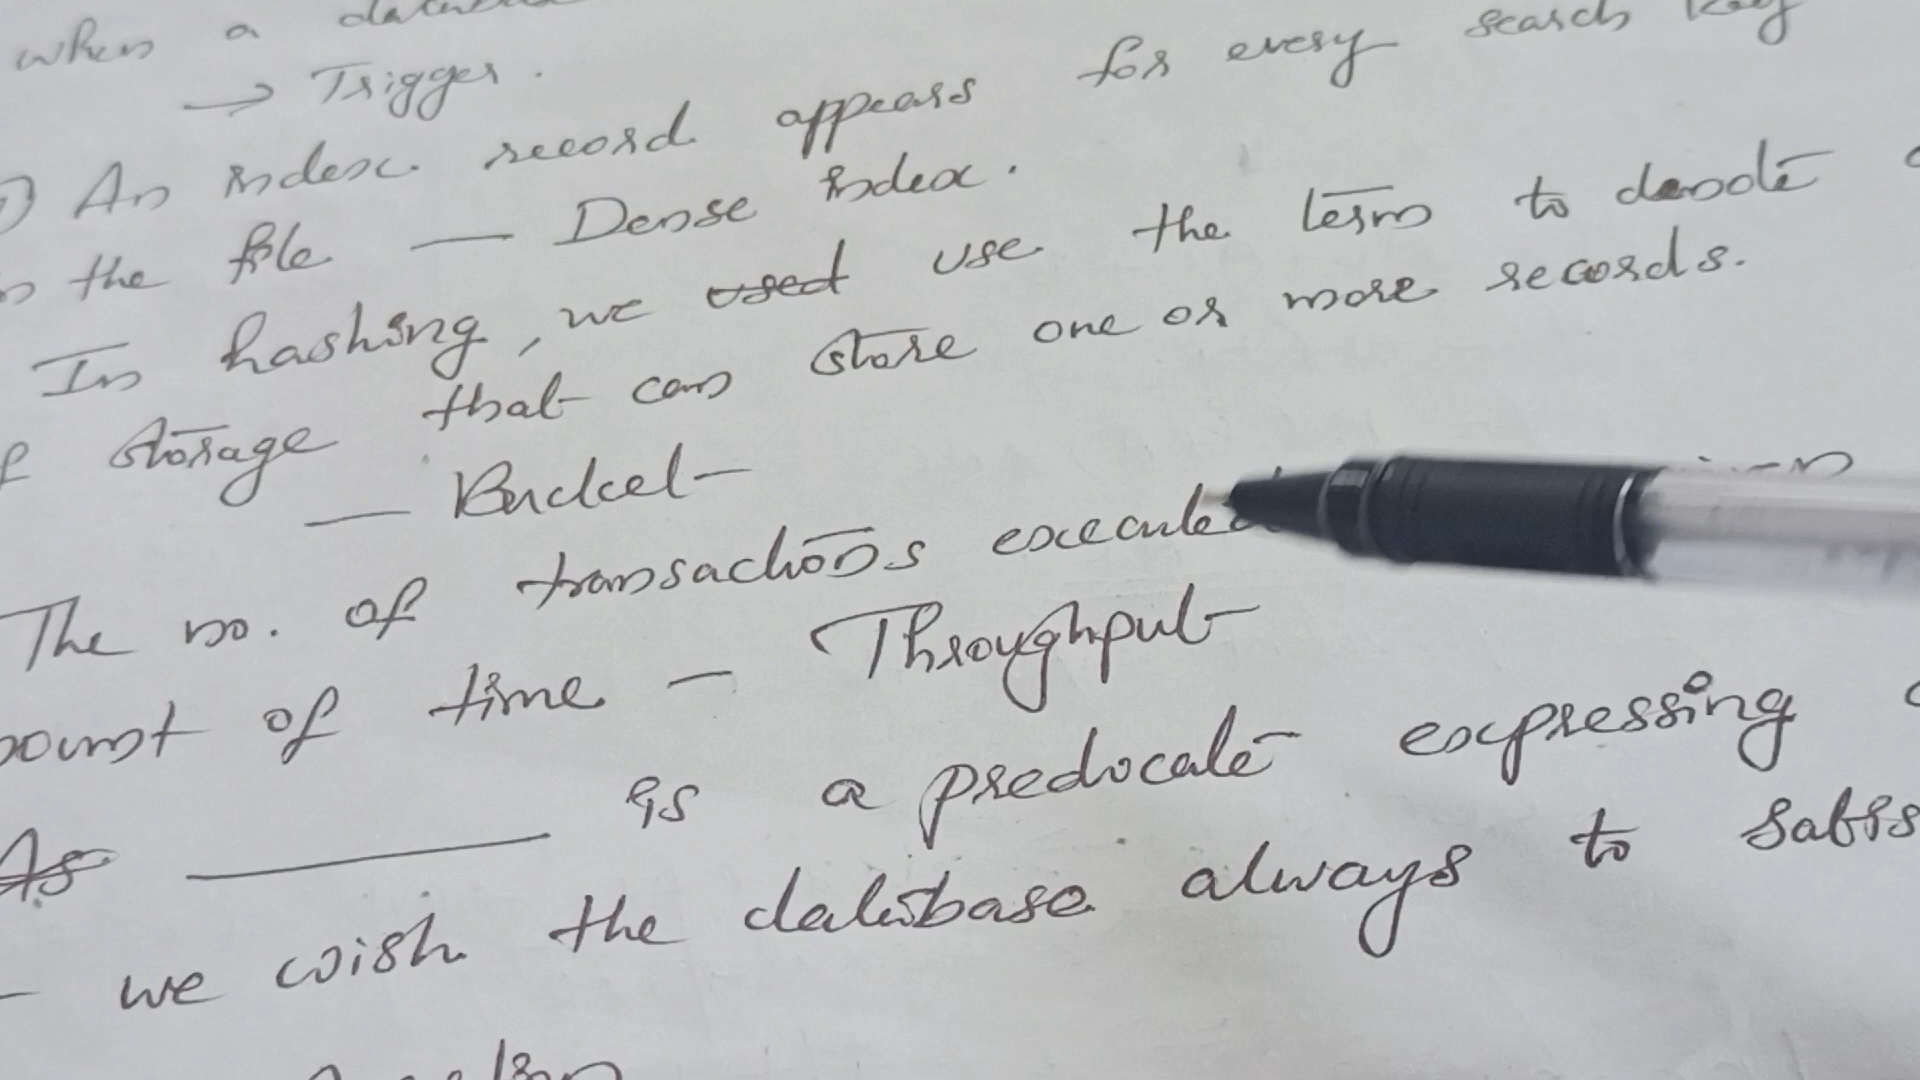 when a
→ Trigger.
An index record appears for every search key
the file — Dense index.
In hashing, we used use the term to denote
storage that can store one or more records.
— Bucket
The no. of transactions executed
of time – Throughput
As ______ is a predicate expressing
we wish the database always to satis